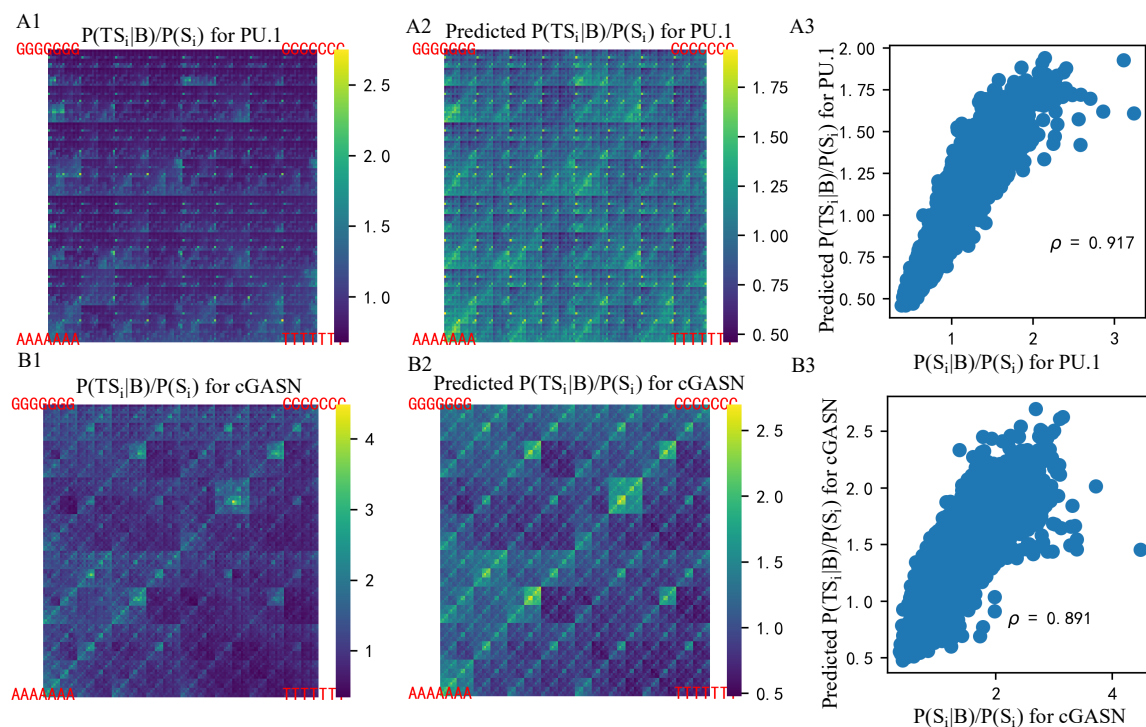 A1
P(TSᵢ|B)/P(Sᵢ) for PU.1
GGGGGGG
CCCCCCC
2.5
2.0
1.5
1.0
AAAAAAA
TTTTTTT
A2
Predicted P(TSᵢ|B)/P(Sᵢ) for PU.1
GGGGGGG
CCCCCCC
1.75
1.50
1.25
1.00
0.75
0.50
AAAAAAA
TTTTTTT
A3
Predicted P(TSᵢ|B)/P(Sᵢ) for PU.1
2.00
1.75
1.50
1.25
1.00
0.75
0.50
ρ = 0.917
1 2 3
P(Sᵢ|B)/P(Sᵢ) for PU.1
B1
P(TSᵢ|B)/P(Sᵢ) for cGASN
GGGGGGG
CCCCCCC
4
3
2
1
AAAAAAA
TTTTTTT
B2
Predicted P(TSᵢ|B)/P(Sᵢ) for cGASN
GGGGGGG
CCCCCCC
2.5
2.0
1.5
1.0
0.5
AAAAAAA
TTTTTTT
B3
Predicted P(TSᵢ|B)/P(Sᵢ) for cGASN
2.5
2.0
1.5
1.0
0.5
ρ = 0.891
2 4
P(Sᵢ|B)/P(Sᵢ) for cGASN